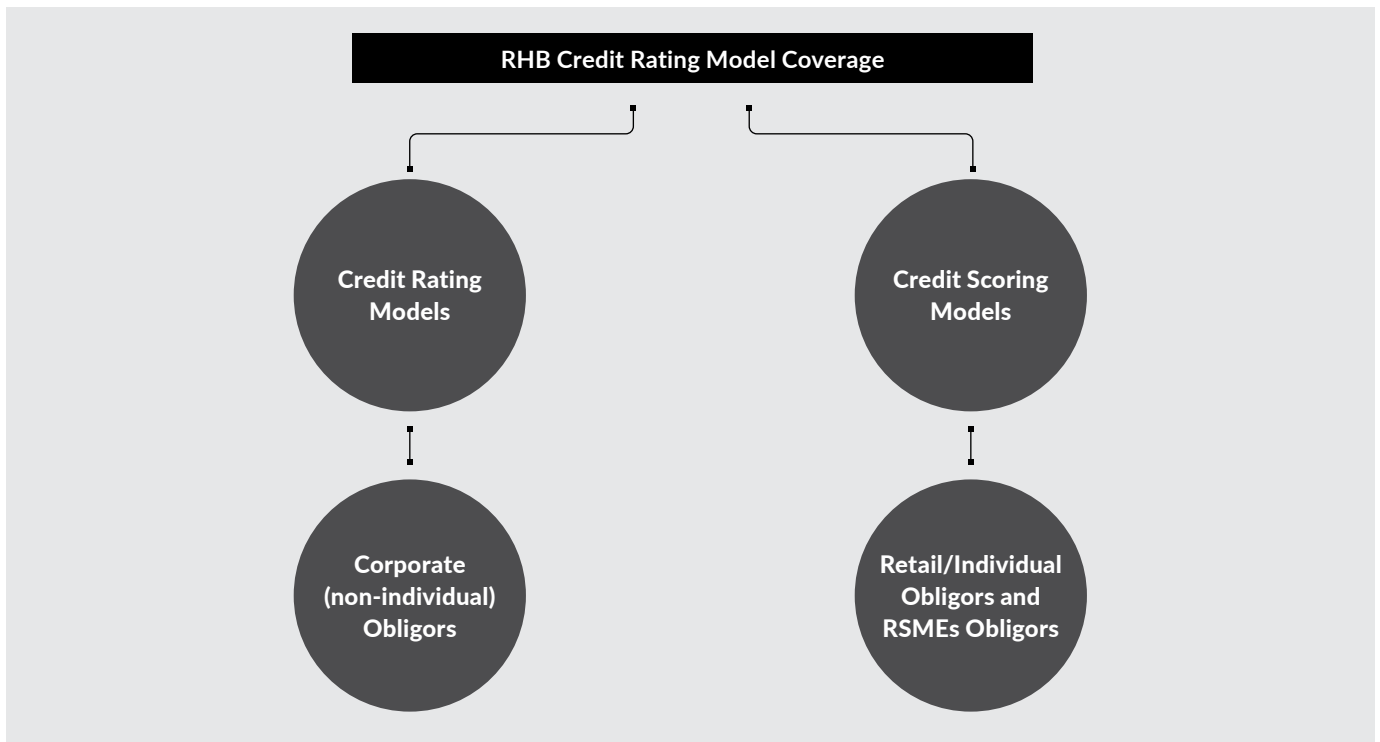 RHB Credit Rating Model Coverage
Credit Rating
Models
Credit Scoring
Models
Corporate
(non-individual)
Obligors
Retail/Individual
Obligors and
RSMEs Obligors